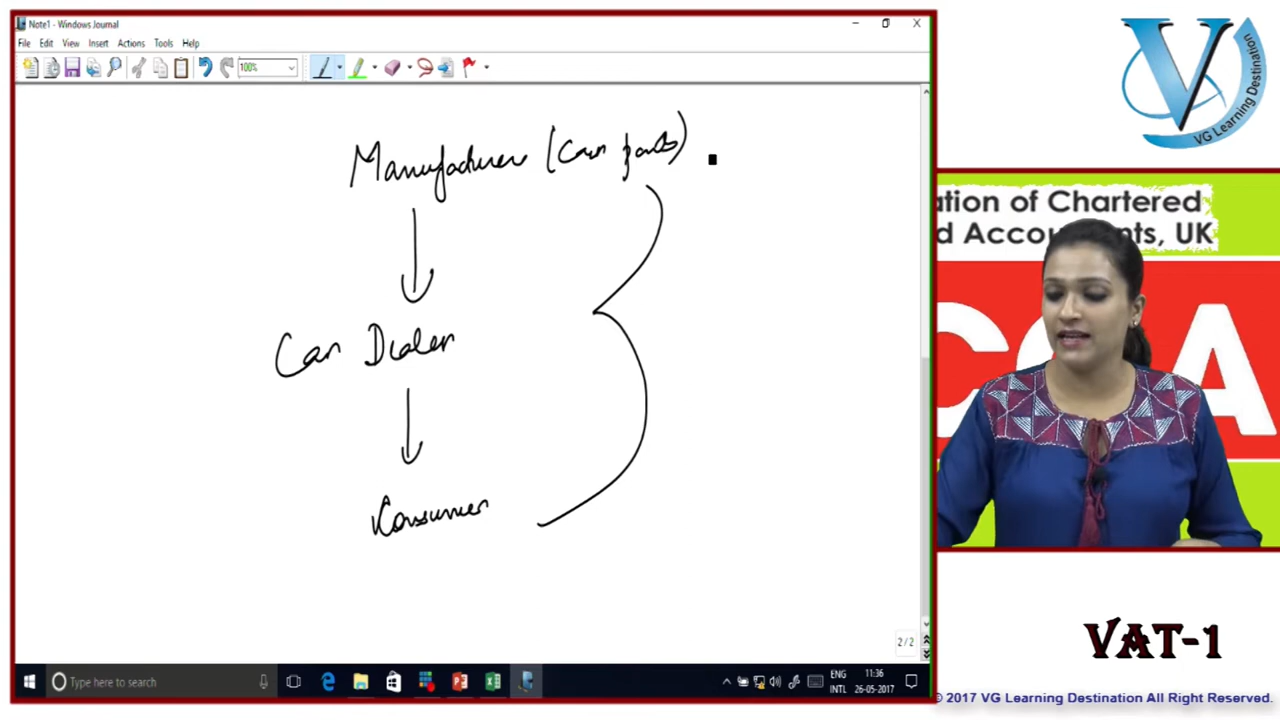 Note1 - Windows Journal
File Edit View Insert Actions Tools Help
100%
Manufacturer (Car parts)
Car Dealer
Consumer
2/2
Type here to search
ENG
INTL
11:36
26-05-2017
V
VG Learning Destination
ation of Chartered
d Accountants, UK
CCA
VAT-1
© 2017 VG Learning Destination All Right Reserved.